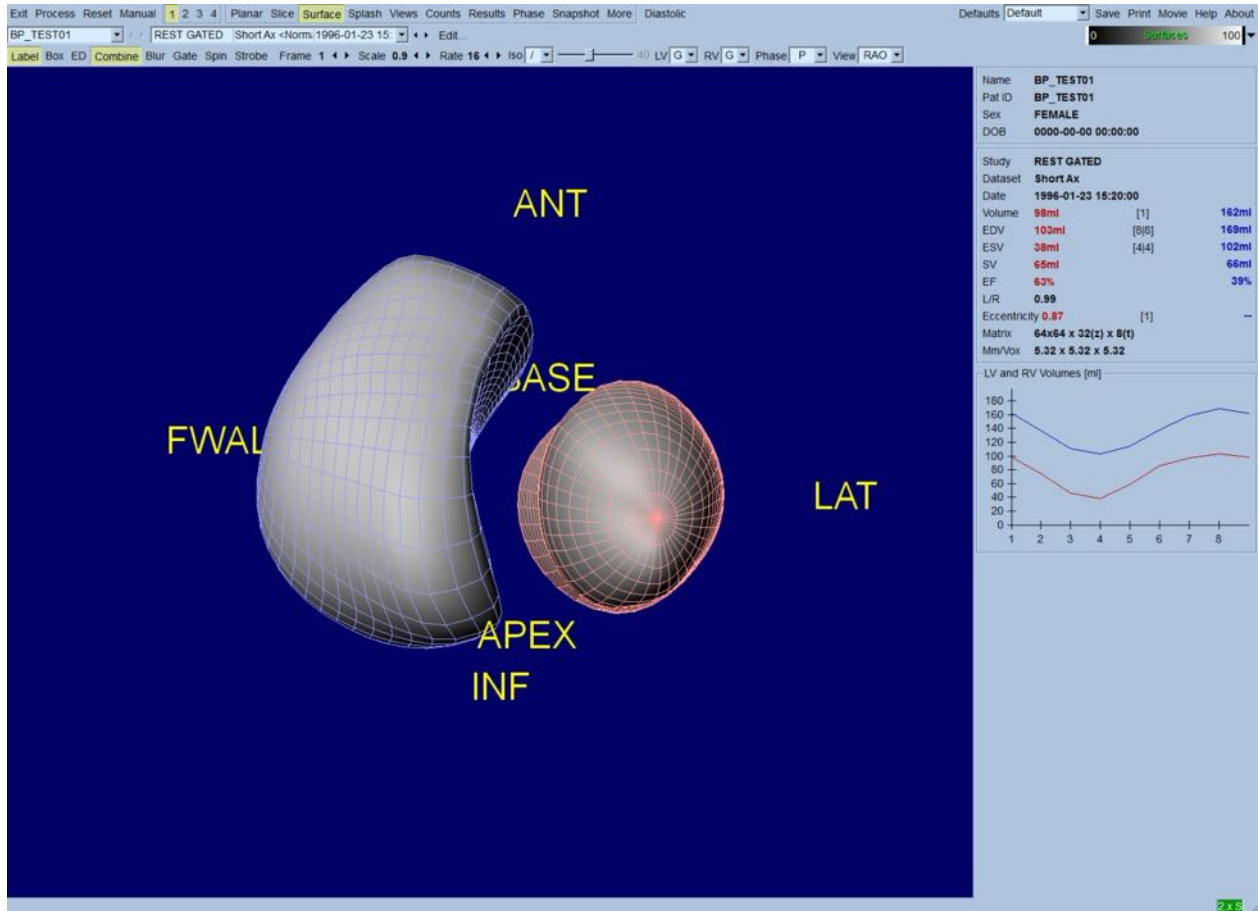 Exit Process Reset Manual 1 2 3 4 Planar Slice Surface Splash Views Counts Results Phase Snapshot More Diastolic Defaults Default Save Print Movie Help About
BP_TEST01 REST GATED Short Ax <Norm 1996-01-23 15: Edit... 0 Surfaces 100
Label Box ED Combine Blur Gate Spin Strobe Frame 1 Scale 0.9 Rate 16 Iso / 40 LV G RV G Phase P View RAO
ANT
BASE
FWAL
LAT
APEX
INF
Name BP_TEST01
Pat ID BP_TEST01
Sex FEMALE
DOB 0000-00-00 00:00:00
Study REST GATED
Dataset Short Ax
Date 1996-01-23 15:20:00
Volume 98ml [1] 162ml
EDV 103ml [8|8] 169ml
ESV 38ml [4|4] 102ml
SV 65ml 66ml
EF 63% 39%
L/R 0.99
Eccentricity 0.87 [1] --
Matrix 64x64 x 32(z) x 8(t)
Mm/Vox 5.32 x 5.32 x 5.32
LV and RV Volumes [ml]
180
160
140
120
100
80
60
40
20
0
1 2 3 4 5 6 7 8
2 x S